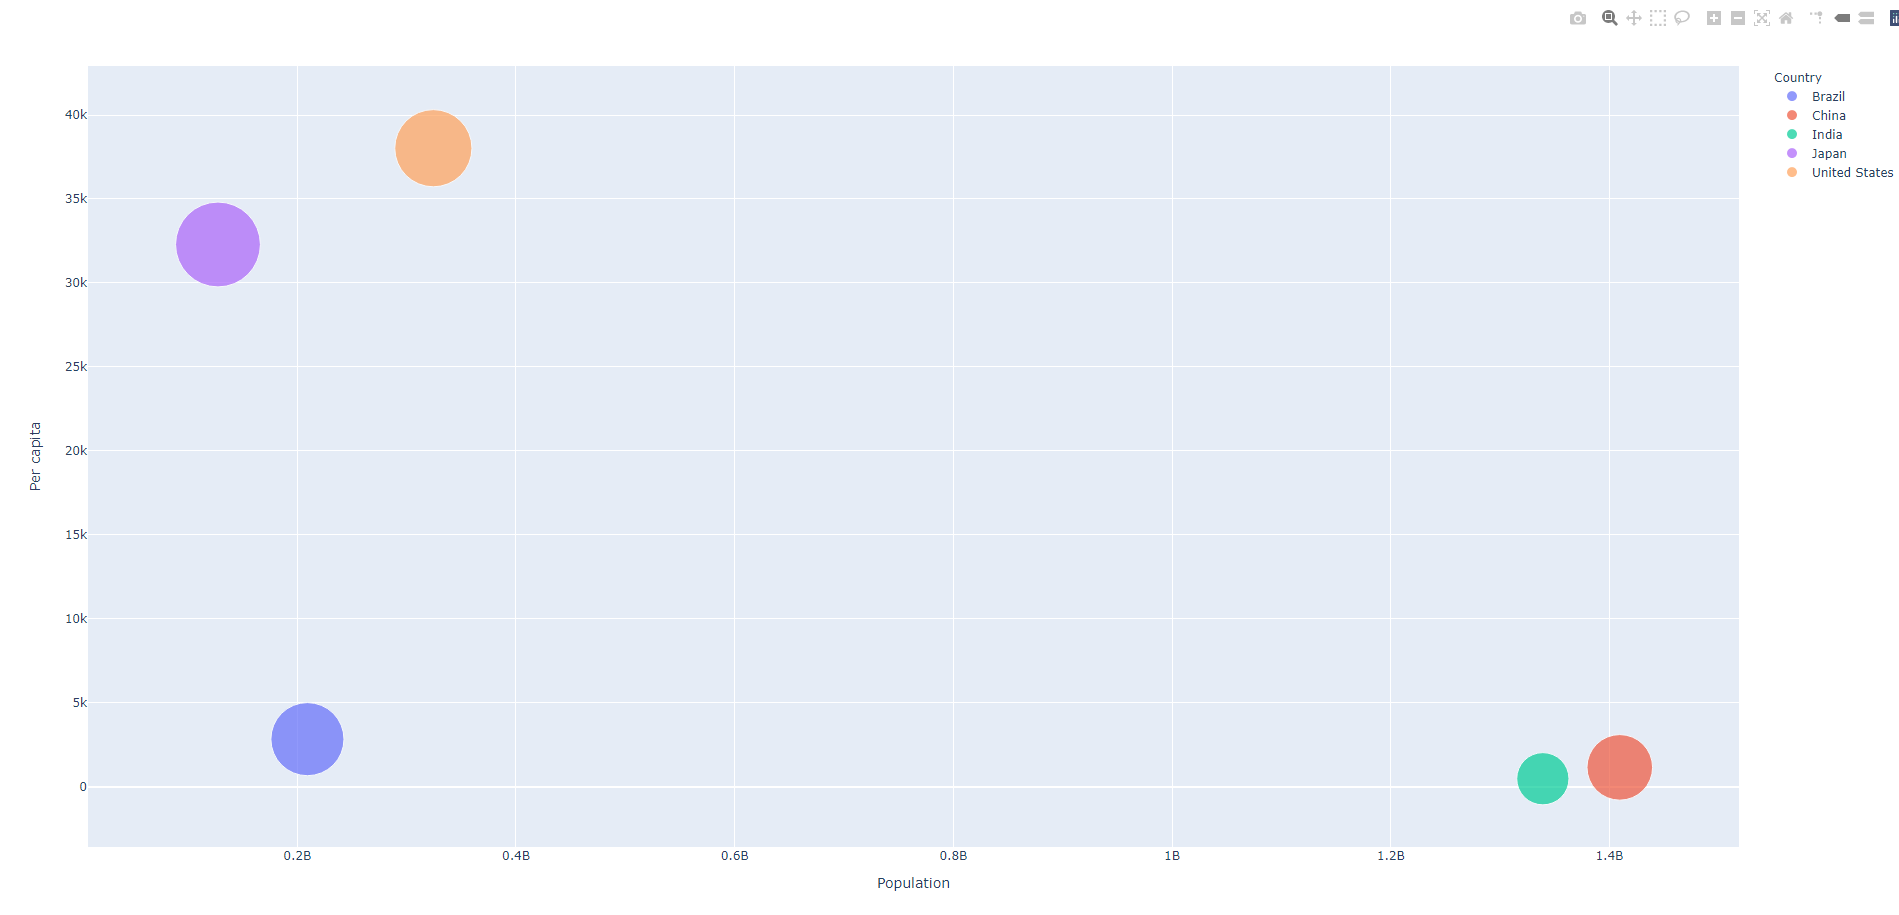 Country
Brazil
China
India
Japan
United States
40k
35k
30k
25k
20k
15k
10k
5k
0
Per capita
0.2B 0.4B 0.6B 0.8B 1B 1.2B 1.4B
Population